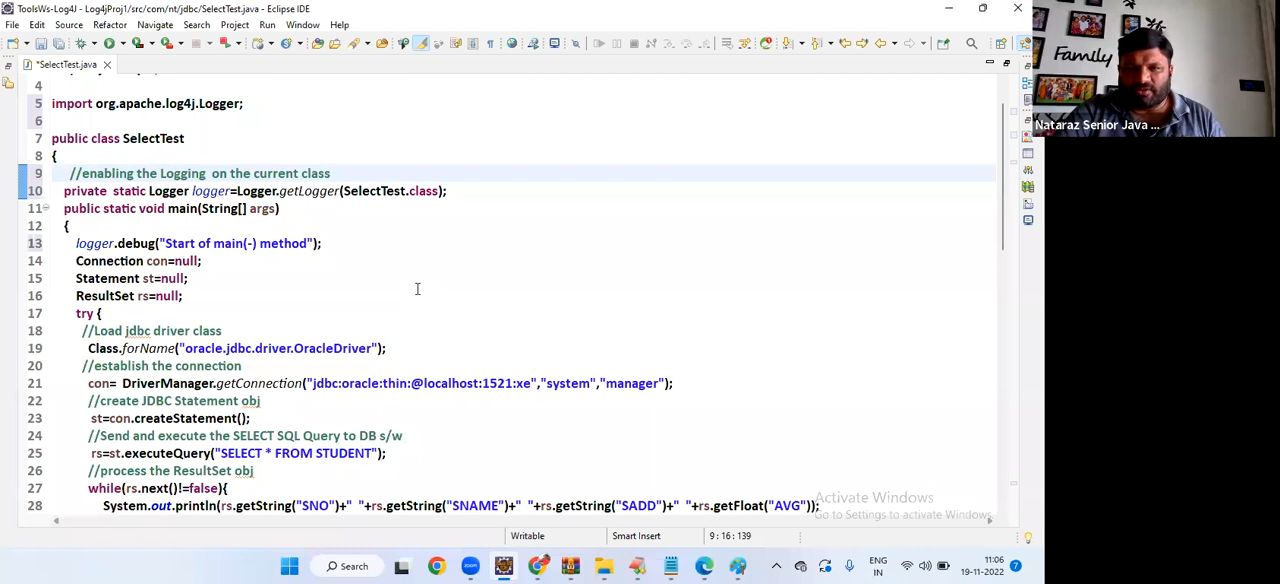 ToolsWs-Log4J - Log4jProj1/src/com/nt/jdbc/SelectTest.java - Eclipse IDE
File Edit Source Refactor Navigate Search Project Run Window Help
*SelectTest.java
4
5 import org.apache.log4j.Logger;
6
7 public class SelectTest
8 {
9 //enabling the Logging  on the current class
10 private  static Logger logger=Logger.getLogger(SelectTest.class);
11 public static void main(String[] args)
12 {
13 logger.debug("Start of main(-) method");
14 Connection con=null;
15 Statement st=null;
16 ResultSet rs=null;
17 try {
18 //Load jdbc driver class
19 Class.forName("oracle.jdbc.driver.OracleDriver");
20 //establish the connection
21 con= DriverManager.getConnection("jdbc:oracle:thin:@localhost:1521:xe","system","manager");
22 //create JDBC Statement obj
23 st=con.createStatement();
24 //Send and execute the SELECT SQL Query to DB s/w
25 rs=st.executeQuery("SELECT * FROM STUDENT");
26 //process the ResultSet obj
27 while(rs.next()!=false){
28 System.out.println(rs.getString("SNO")+"  "+rs.getString("SNAME")+"  "+rs.getString("SADD")+"  "+rs.getFloat("AVG"));
Activate Windows
Go to Settings to activate Windows.
Writable Smart Insert 9 : 16 : 139
Search
ENG
IN
11:06
19-11-2022
7
Family
Nataraz Senior Java ...